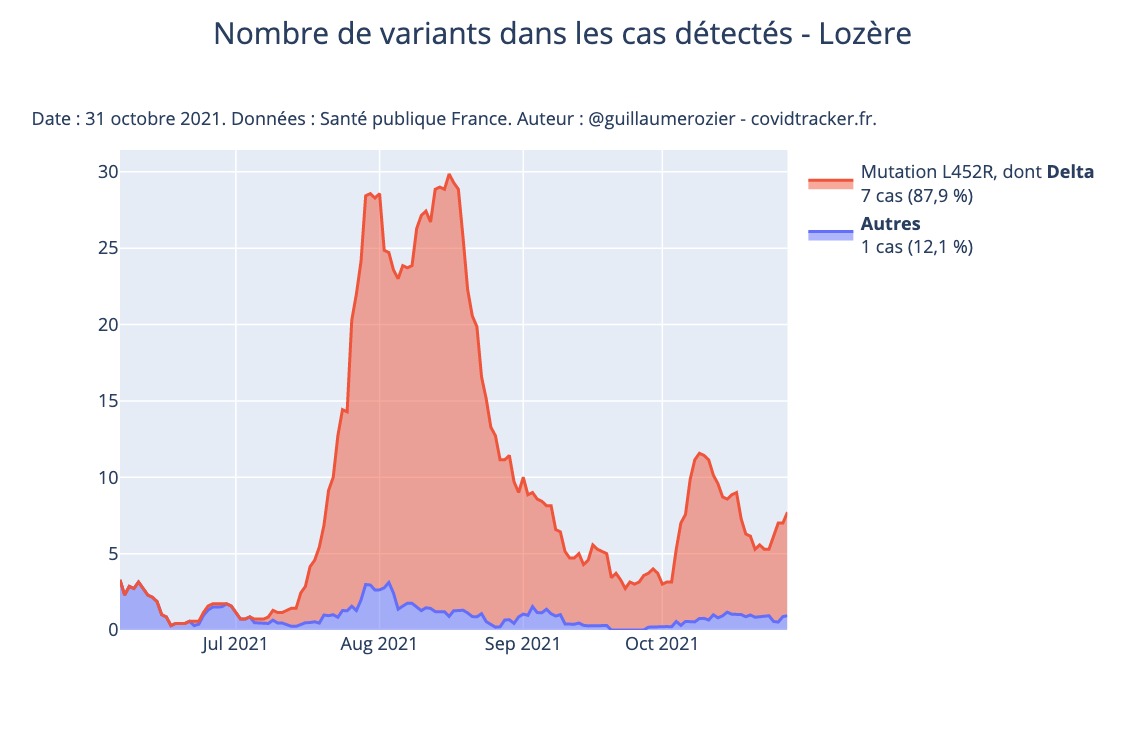 Nombre de variants dans les cas détectés - Lozère
Date : 31 octobre 2021. Données : Santé publique France. Auteur : @guillaumerozier - covidtracker.fr.
Mutation L452R, dont Delta
7 cas (87,9 %)
Autres
1 cas (12,1 %)
30
25
20
15
10
5
0
Jul 2021
Aug 2021
Sep 2021
Oct 2021